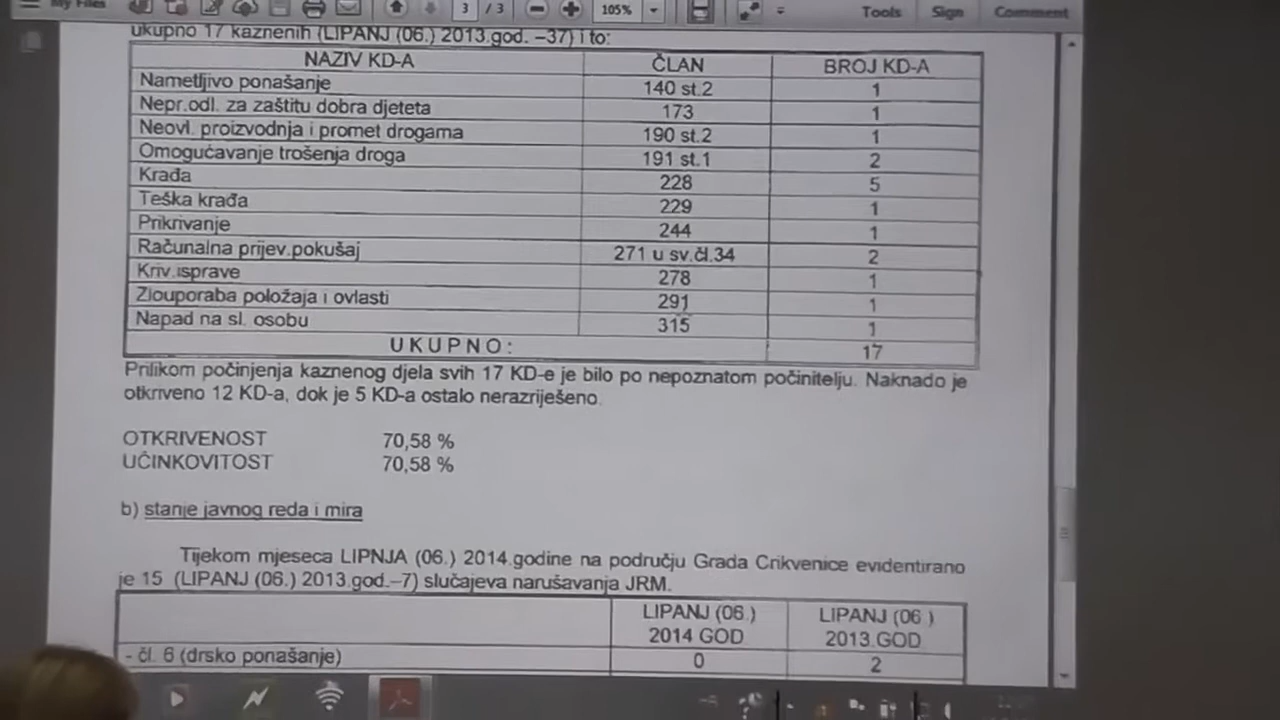 My Files 3 / 3 105% Tools Sign Comment
ukupno 17 kaznenih (LIPANJ (06.) 2013.god. –37) i to:
NAZIV KD-A ČLAN BROJ KD-A
Nametljivo ponašanje 140 st.2 1
Nepr.odl. za zaštitu dobra djeteta 173 1
Neovl. proizvodnja i promet drogama 190 st.2 1
Omogućavanje trošenja droga 191 st.1 2
Krađa 228 5
Teška krađa 229 1
Prikrivanje 244 1
Računalna prijev.pokušaj 271 u sv.čl.34 2
Kriv.isprave 278 1
Zlouporaba položaja i ovlasti 291 1
Napad na sl. osobu 315 1
UKUPNO: 17
Prilikom počinjenja kaznenog djela svih 17 KD-e je bilo po nepoznatom počinitelju. Naknado je
otkriveno 12 KD-a, dok je 5 KD-a ostalo nerazriješeno.
OTKRIVENOST 70,58 %
UČINKOVITOST 70,58 %
b) stanje javnog reda i mira
Tijekom mjeseca LIPNJA (06.) 2014.godine na području Grada Crikvenice evidentirano
je 15 (LIPANJ (06.) 2013.god.–7) slučajeva narušavanja JRM.
LIPANJ (06.) LIPANJ (06.)
2014.GOD 2013.GOD
- čl. 6 (drsko ponašanje) 0 2